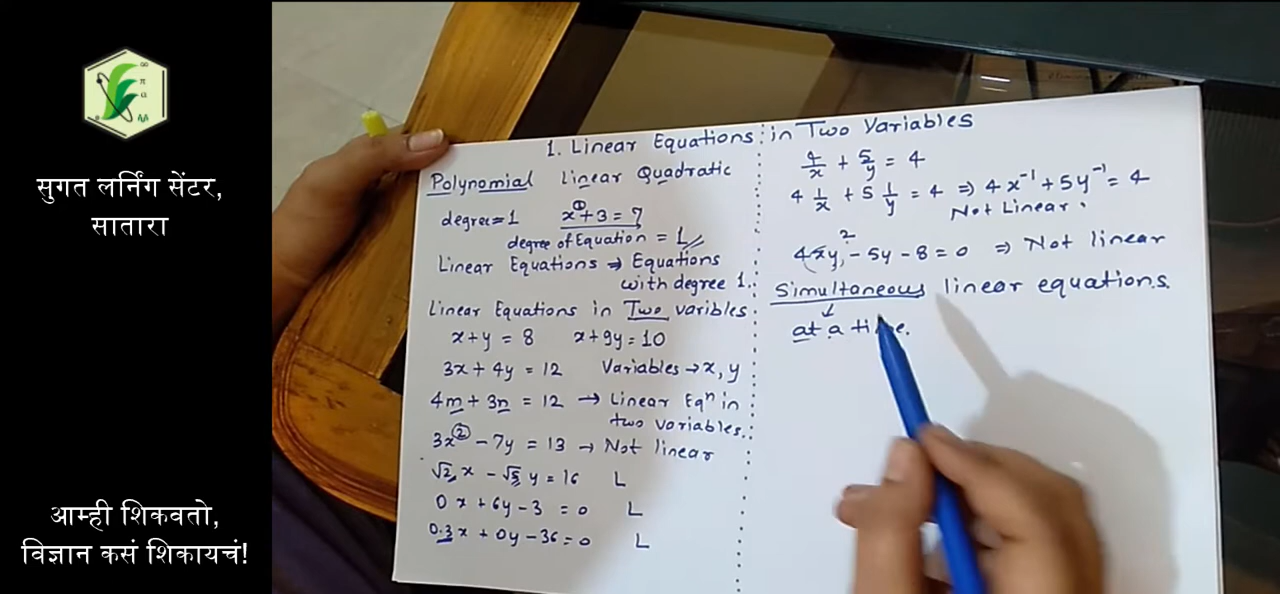 सुगत लर्निंग सेंटर,
सातारा
आम्ही शिकवतो,
विज्ञान कसं शिकायचं!
1. Linear Equations in Two Variables
Polynomial Linear Quadratic
degree=1 x¹+3=7
degree of Equation = 1
Linear Equations → Equations
with degree 1.
Linear Equations in Two varibles
x+y = 8 x+9y=10
3x+4y = 12 Variables → x, y
4m + 3n = 12 → Linear Eqⁿ in
two variables.
3x² - 7y = 13 → Not linear
√2 x - √5 y = 16 L
0x + 6y - 3 = 0 L
0.3x + 0y - 36 = 0 L
4/x + 5/y = 4
4 1/x + 5 1/y = 4 ⇒ 4x⁻¹ + 5y⁻¹ = 4
Not Linear.
2
4xy - 5y - 8 = 0 ⇒ Not linear
Simultaneous linear equations.
↓
at a